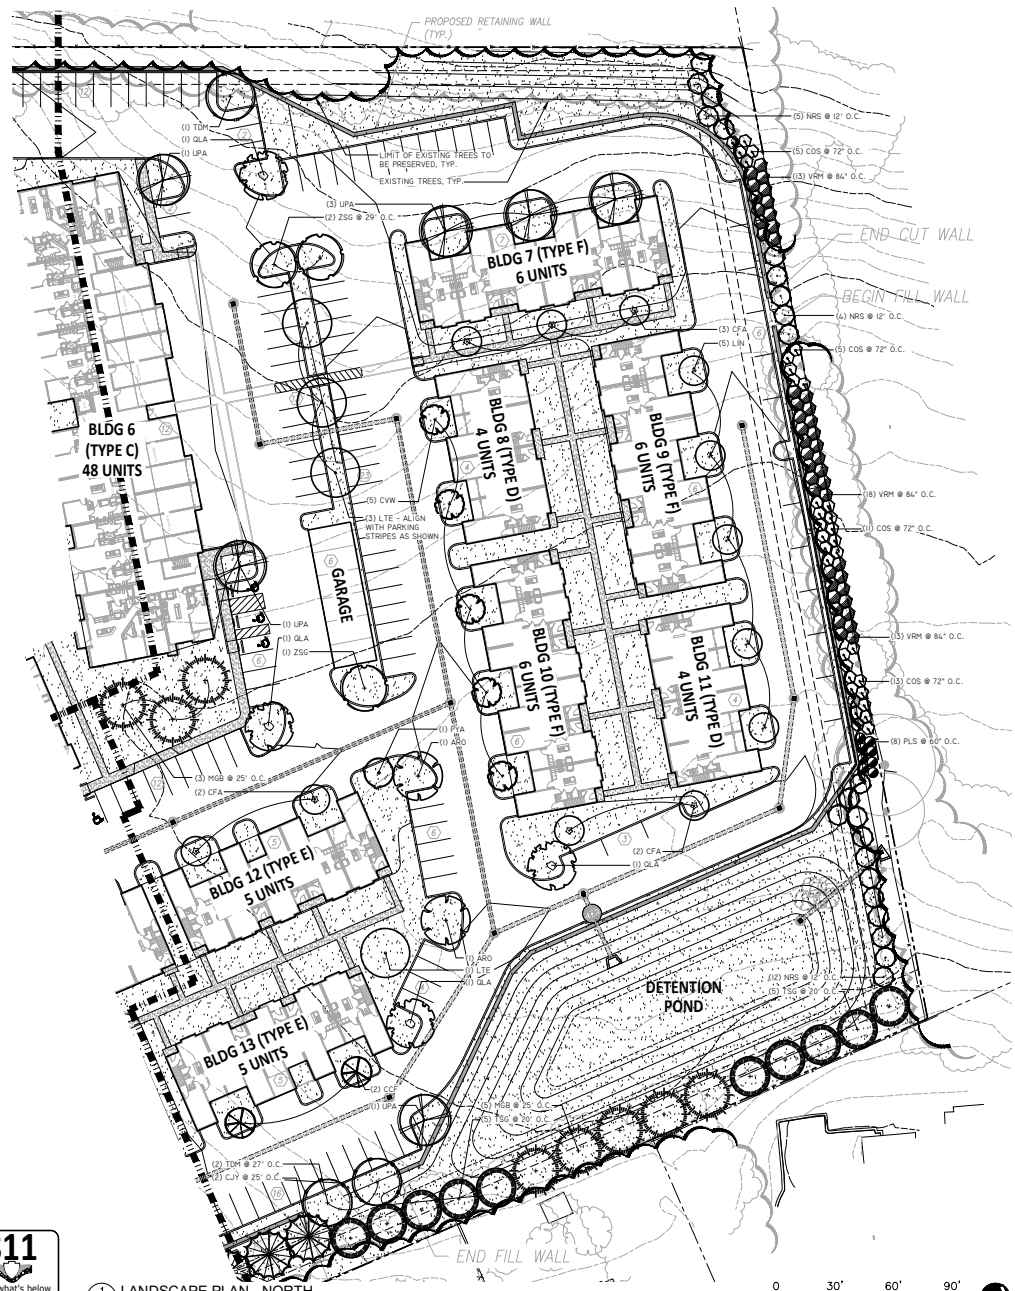 PROPOSED RETAINING WALL
(TYP.)
(1) TDM
(1) QLA
(1) UPA
LIMIT OF EXISTING TREES TO
BE PRESERVED, TYP.
EXISTING TREES, TYP.
(5) NRS @ 12' O.C.
(5) COS @ 72" O.C.
(13) VRM @ 84" O.C.
(3) UPA
(2) ZSG @ 29' O.C.
END CUT WALL
BLDG 7 (TYPE F)
6 UNITS
BEGIN FILL WALL
(4) NRS @ 12' O.C.
(3) CFA
(5) LIN
(5) COS @ 72" O.C.
BLDG 6
(TYPE C)
48 UNITS
BLDG 8 (TYPE D)
4 UNITS
BLDG 9 (TYPE F)
6 UNITS
(5) CVW
(3) LTE - ALIGN
WITH PARKING
STRIPES AS SHOWN
(18) VRM @ 84" O.C.
(11) COS @ 72" O.C.
GARAGE
(1) UPA
(1) QLA
(1) ZSG
BLDG 10 (TYPE F)
6 UNITS
BLDG 11 (TYPE D)
4 UNITS
(13) VRM @ 84" O.C.
(13) COS @ 72" O.C.
(1) PYA
(1) ARO
(8) PLS @ 60" O.C.
(3) MGB @ 25' O.C.
(2) CFA
(2) CFA
(1) QLA
BLDG 12 (TYPE E)
5 UNITS
(1) ARO
(1) LTE
(1) QLA
DETENTION
POND
(12) NRS @ 12' O.C.
(5) TSG @ 20' O.C.
BLDG 13 (TYPE E)
5 UNITS
(2) CCF
(1) UPA
(5) MGB @ 25' O.C.
(5) TSG @ 20' O.C.
(2) TDM @ 27' O.C.
(2) CJY @ 25' O.C.
END FILL WALL
811
what's below
1 LANDSCAPE PLAN - NORTH
0 30' 60' 90'